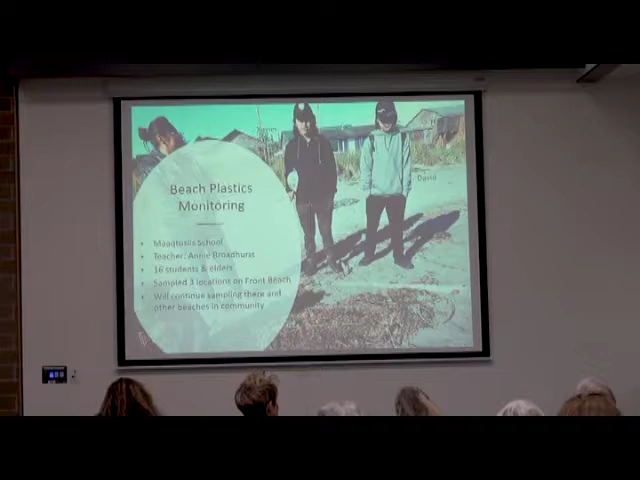 Beach Plastics
Monitoring
• Maaqtusiis School
• Teacher: Annie Broadhurst
• 16 students & elders
• Sampled 3 locations on Front Beach
• Will continue sampling there and
other beaches in community
David